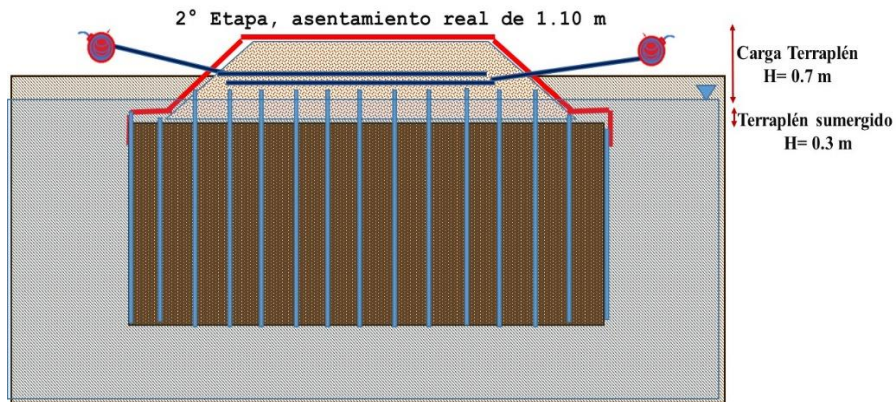 2° Etapa, asentamiento real de 1.10 m
Carga Terraplén
H= 0.7 m
Terraplén sumergido
H= 0.3 m